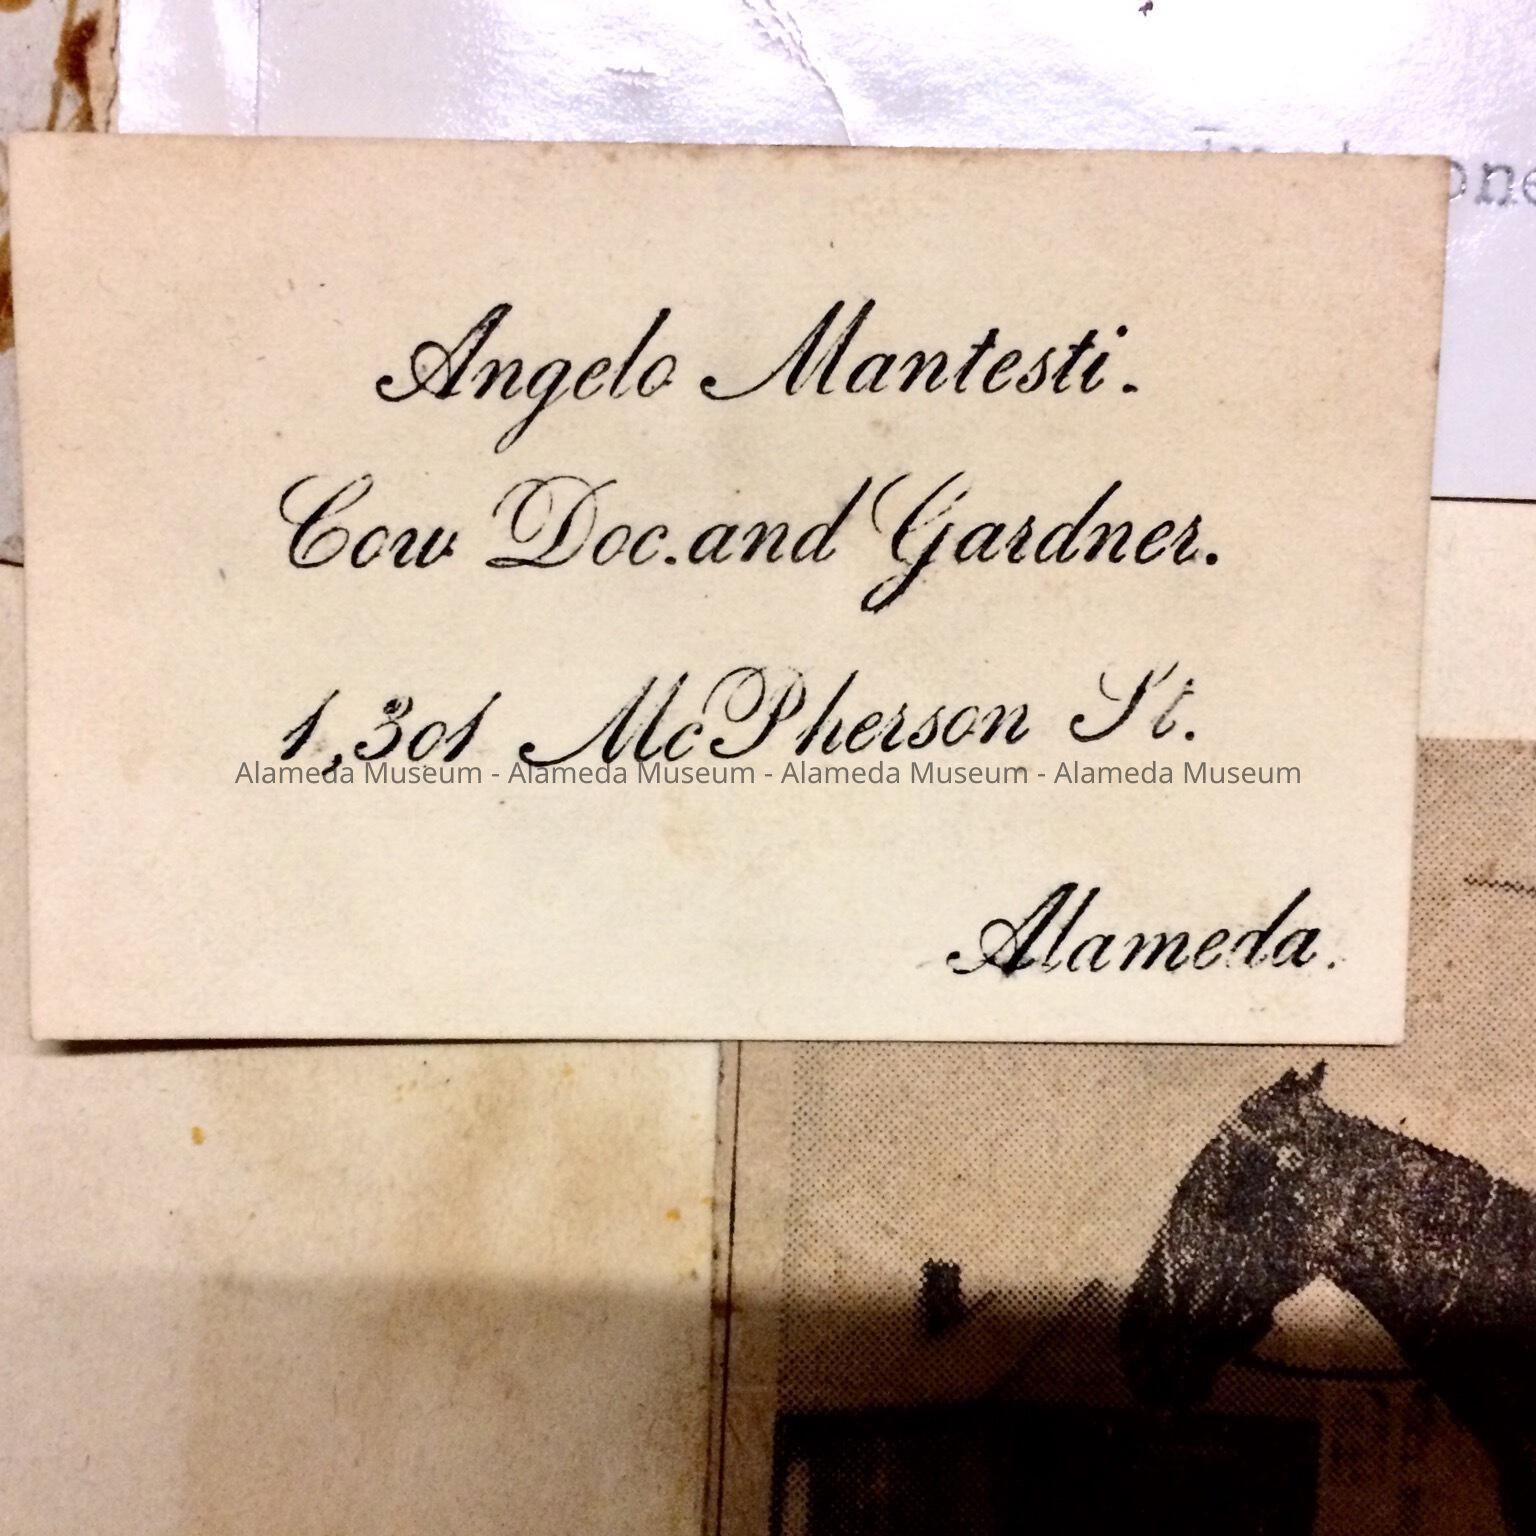 one
Angelo Mantesti.
Cow Doc. and Gardner.
1,301 McPherson St.
Alameda Museum - Alameda Museum - Alameda Museum - Alameda Museum
Alameda.